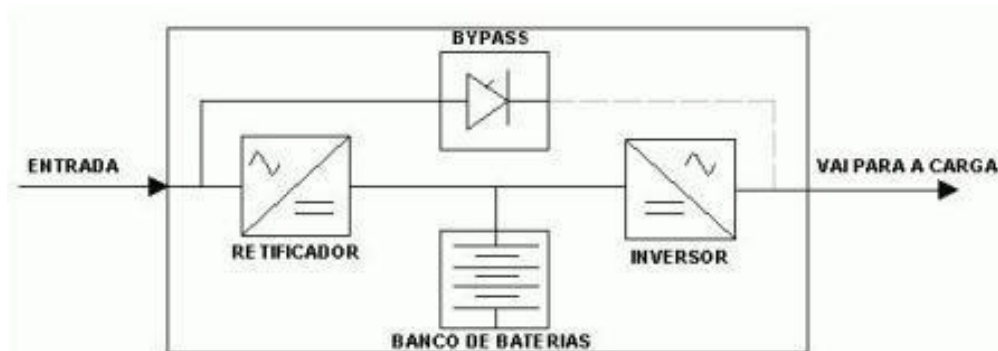 BYPASS
ENTRADA
VAI PARA A CARGA
RETIFICADOR
INVERSOR
BANCO DE BATERIAS